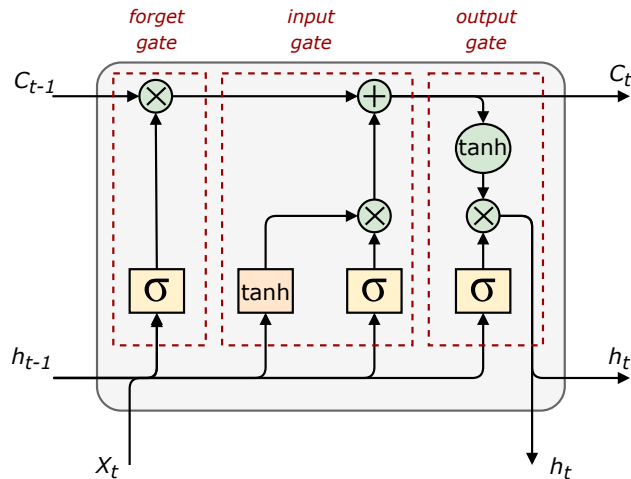 forget gate
input gate
output gate
C_{t-1}
C_t
×
+
tanh
×
×
σ
tanh
σ
σ
h_{t-1}
h_t
X_t
h_t